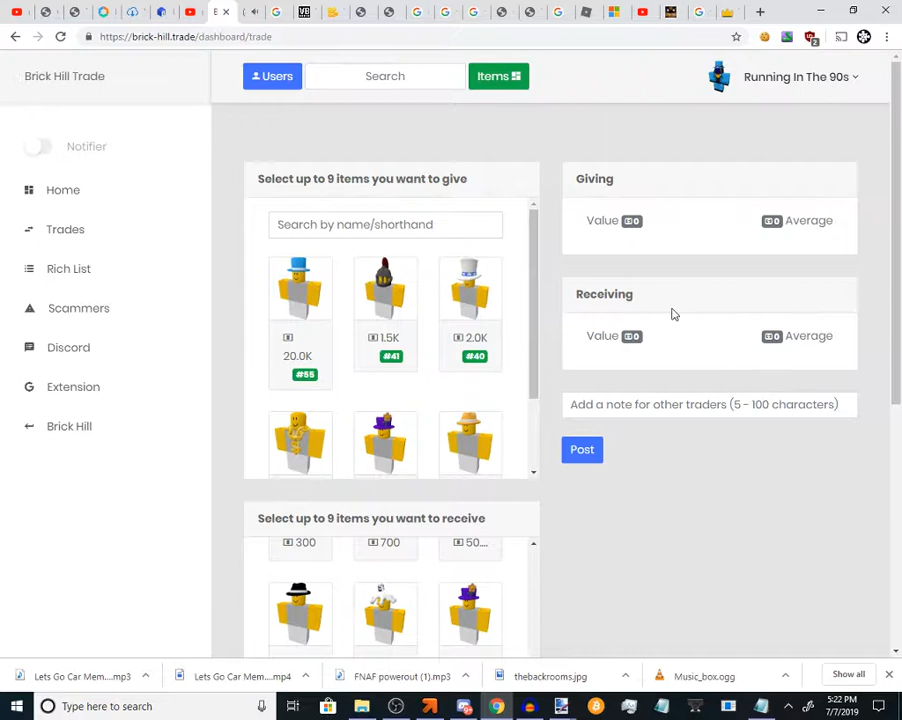 https://brick-hill.trade/dashboard/trade
Brick Hill Trade
Users
Search
Items
Running In The 90s
Notifier
Home
Trades
Rich List
Scammers
Discord
Extension
Brick Hill
Select up to 9 items you want to give
Search by name/shorthand
20.0K
#55
1.5K
#41
2.0K
#40
Select up to 9 items you want to receive
300
700
50....
Giving
Value 0
0 Average
Receiving
Value 0
0 Average
Add a note for other traders (5 - 100 characters)
Post
Lets Go Car Mem....mp3
Lets Go Car Mem....mp4
FNAF powerout (1).mp3
thebackrooms.jpg
Music_box.ogg
Show all
Type here to search
5:22 PM
7/7/2019